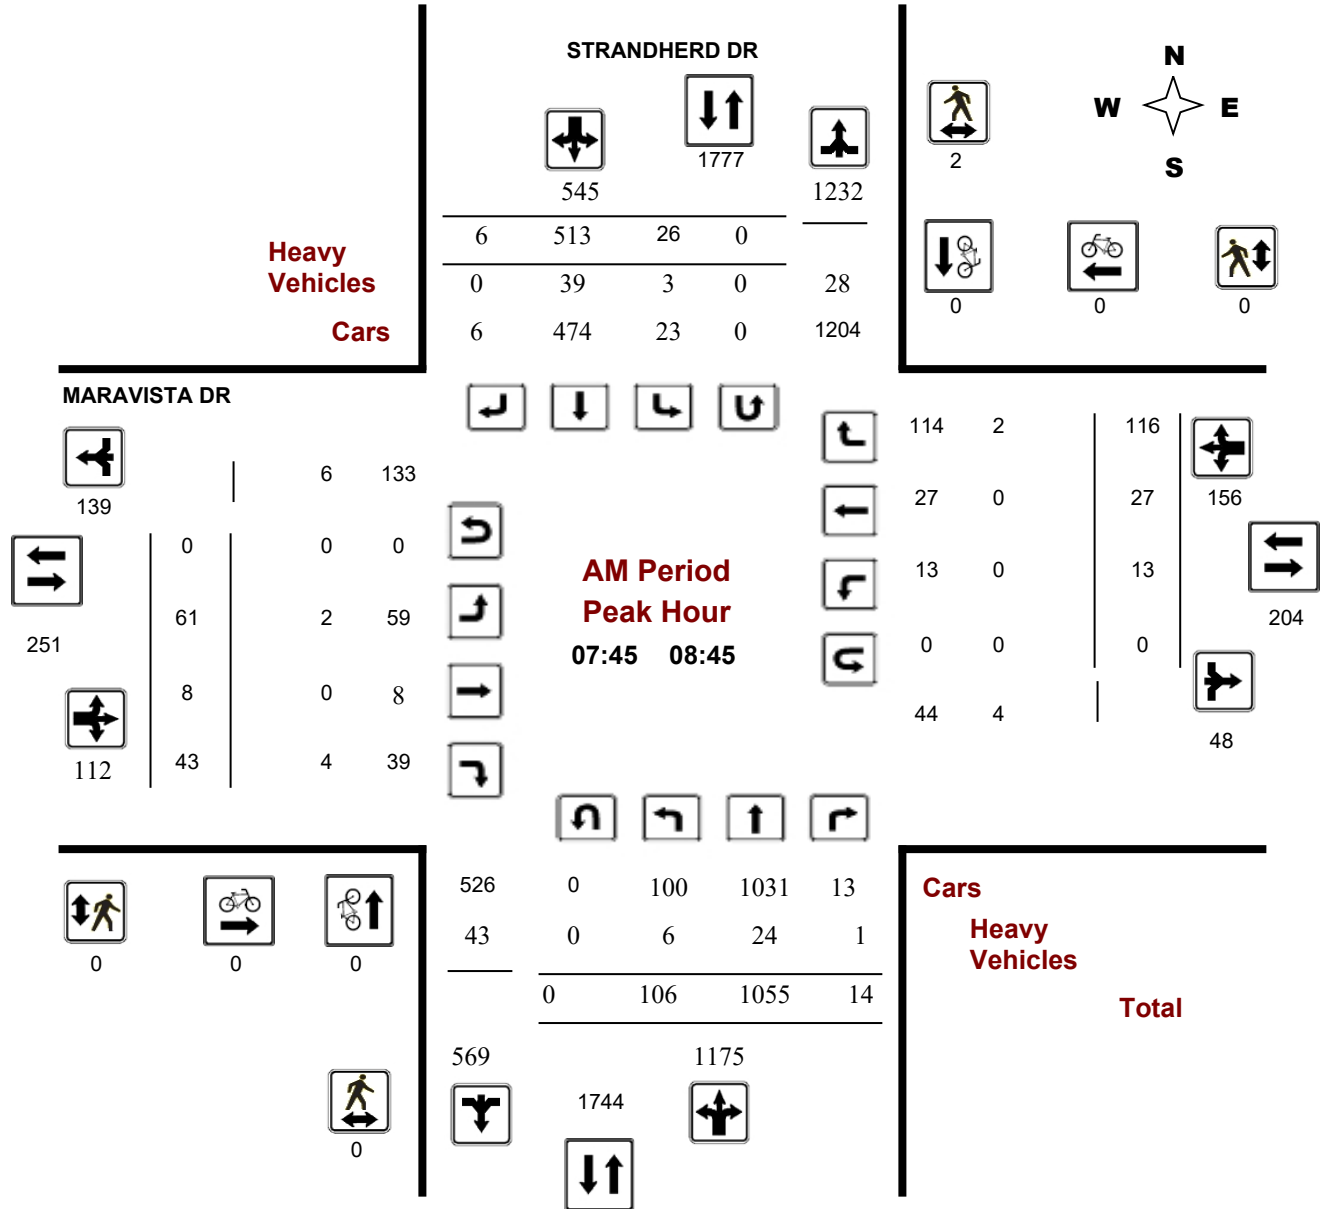 STRANDHERD DR
N
W E
S
1777
2
545 1232
6 513 26 0
Heavy
Vehicles
0 39 3 0 28
0 0 0
Cars
6 474 23 0 1204
MARAVISTA DR
114 2 116
6 133
139
27 0 27 156
0 0 0
AM Period
13 0 13
Peak Hour
61 2 59
204
251
07:45 08:45
0 0 0
8 0 8
44 4
48
112 43 4 39
526 0 100 1031 13
Cars
43 0 6 24 1
Heavy
Vehicles
0 0 0
0 106 1055 14
Total
569 1175
1744
0